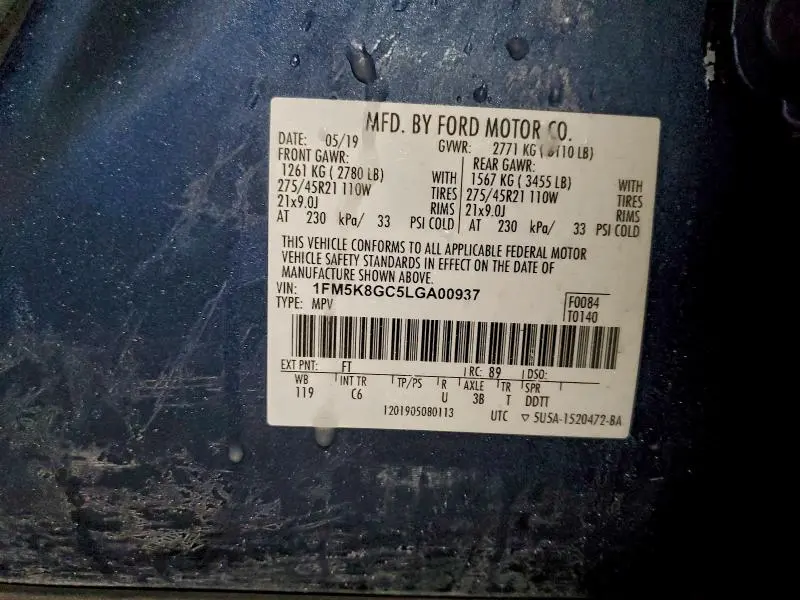 MFD. BY FORD MOTOR CO.
DATE: 05/19 GVWR: 2771 KG ( 6110 LB)
FRONT GAWR: REAR GAWR:
1261 KG ( 2780 LB) WITH 1567 KG ( 3455 LB) WITH
275/45R21 110W TIRES 275/45R21 110W TIRES
21x9.0J RIMS 21x9.0J RIMS
AT 230 kPa/ 33 PSI COLD AT 230 kPa/ 33 PSI COLD
THIS VEHICLE CONFORMS TO ALL APPLICABLE FEDERAL MOTOR
VEHICLE SAFETY STANDARDS IN EFFECT ON THE DATE OF
MANUFACTURE SHOWN ABOVE.
VIN: 1FM5K8GC5LGA00937
TYPE: MPV
F0084
T0140
EXT PNT: FT RC: 89 DSO:
WB INT TR TP/PS R AXLE TR SPR
119 C6 U 3B T DDTT
1201905080113 UTC ▽ 5U5A-1520472-BA